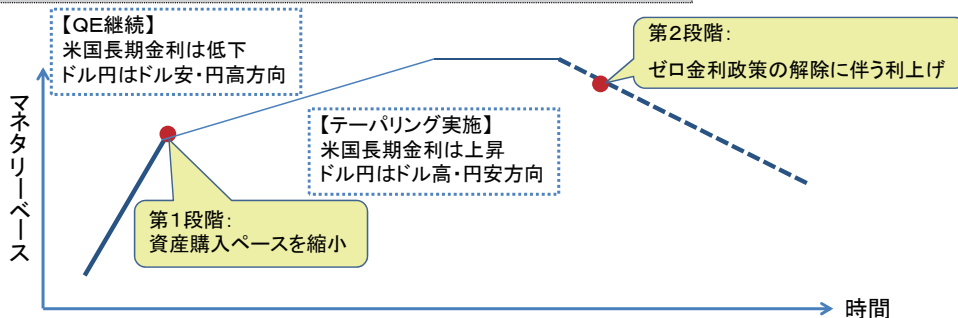 【QE継続】
米国長期金利は低下
ドル円はドル安・円高方向
第2段階:
ゼロ金利政策の解除に伴う利上げ
マネタリーベース
【テーパリング実施】
米国長期金利は上昇
ドル円はドル高・円安方向
第1段階:
資産購入ペースを縮小
時間